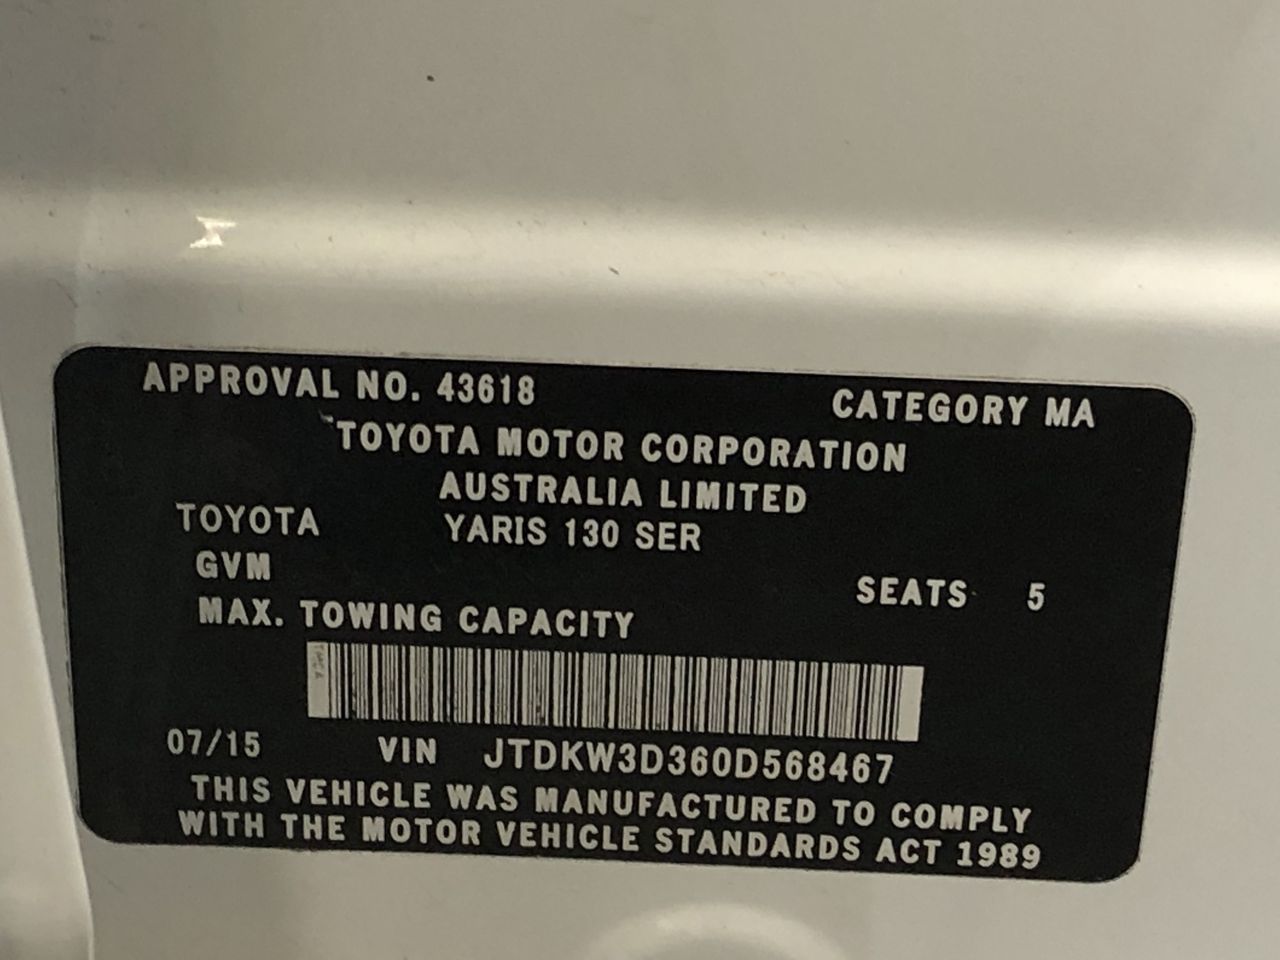 APPROVAL NO. 43618 CATEGORY MA
TOYOTA MOTOR CORPORATION
AUSTRALIA LIMITED
TOYOTA YARIS 130 SER
GVM SEATS 5
MAX. TOWING CAPACITY
TMCA
07/15 VIN JTDKW3D360D568467
THIS VEHICLE WAS MANUFACTURED TO COMPLY
WITH THE MOTOR VEHICLE STANDARDS ACT 1989